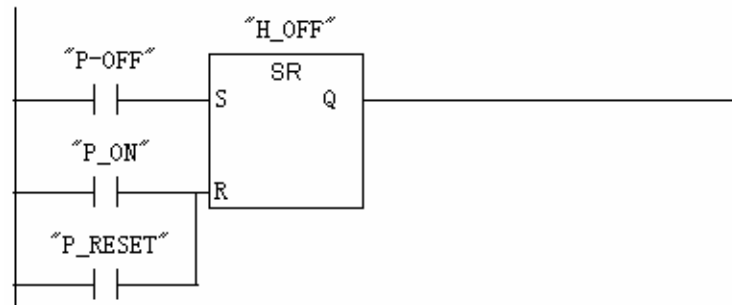 "H_OFF"
"P-OFF"
SR
S Q
"P_ON"
R
"P_RESET"